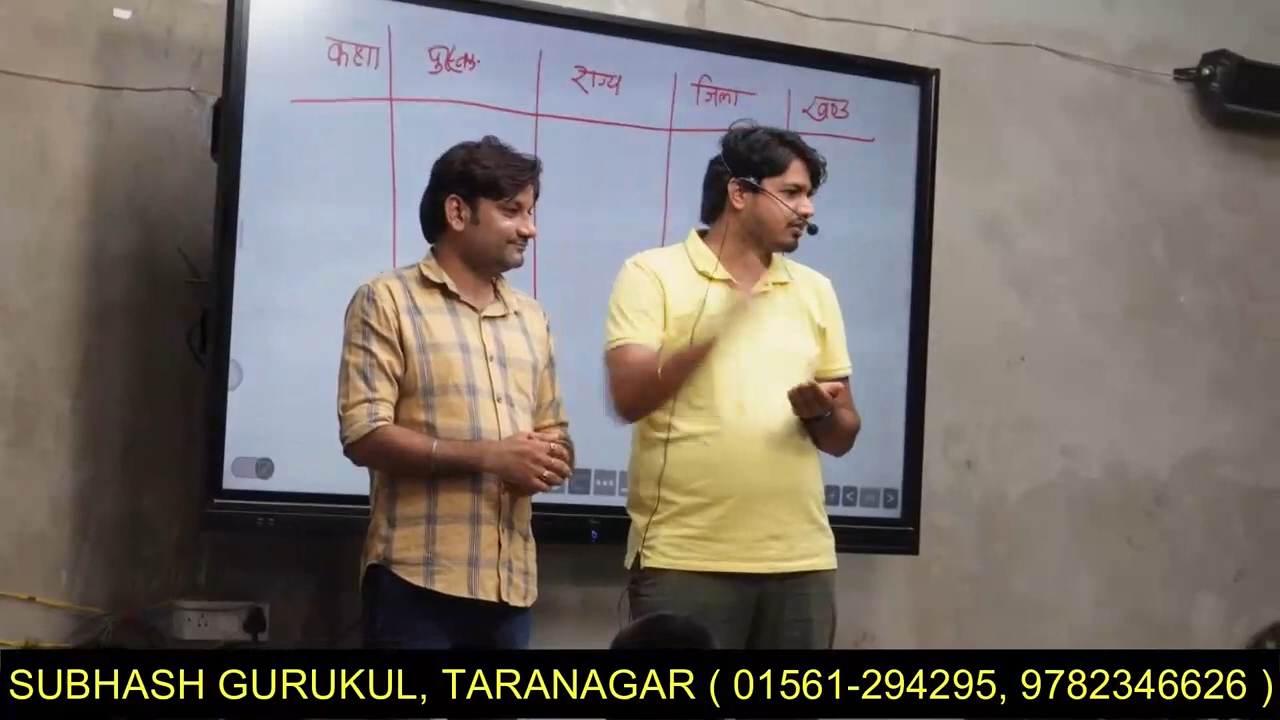 कक्षा पुस्तक राज्य जिला खण्ड
SUBHASH GURUKUL, TARANAGAR ( 01561-294295, 9782346626 )